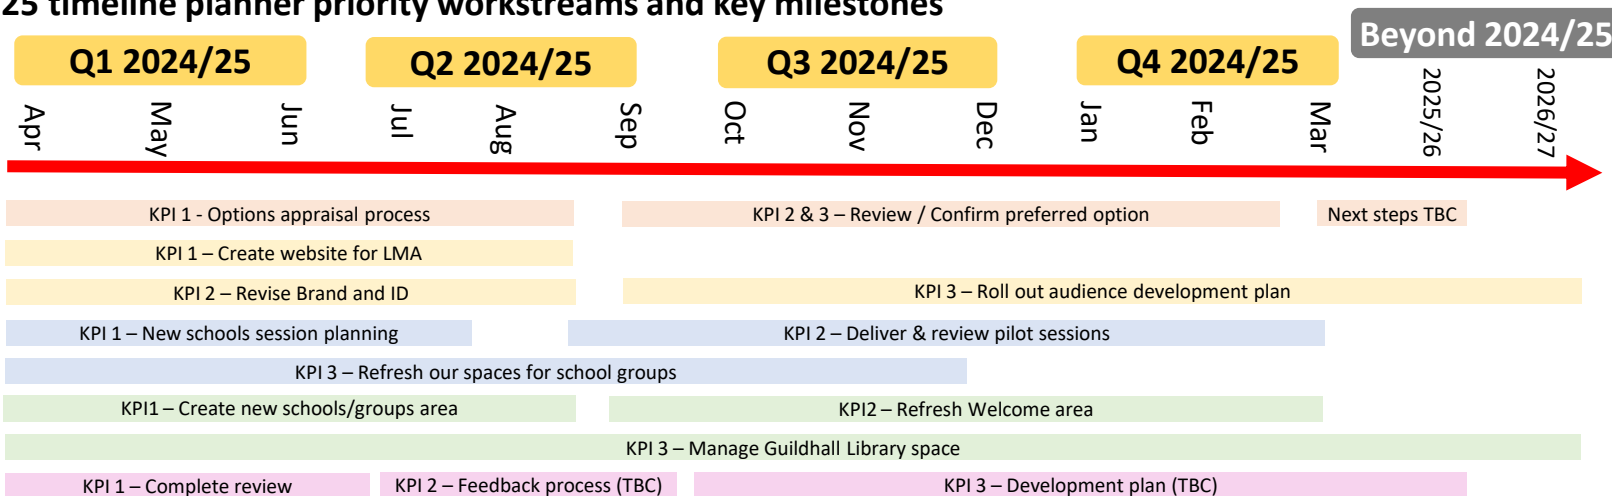 25 timeline planner priority workstreams and key milestones
Beyond 2024/25
Q1 2024/25
Q2 2024/25
Q3 2024/25
Q4 2024/25
Apr
May
Jun
Jul
Aug
Sep
Oct
Nov
Dec
Jan
Feb
Mar
2025/26
2026/27
KPI 1 - Options appraisal process
KPI 2 & 3 – Review / Confirm preferred option
Next steps TBC
KPI 1 – Create website for LMA
KPI 2 – Revise Brand and ID
KPI 3 – Roll out audience development plan
KPI 1 – New schools session planning
KPI 2 – Deliver & review pilot sessions
KPI 3 – Refresh our spaces for school groups
KPI1 – Create new schools/groups area
KPI2 – Refresh Welcome area
KPI 3 – Manage Guildhall Library space
KPI 1 – Complete review
KPI 2 – Feedback process (TBC)
KPI 3 – Development plan (TBC)